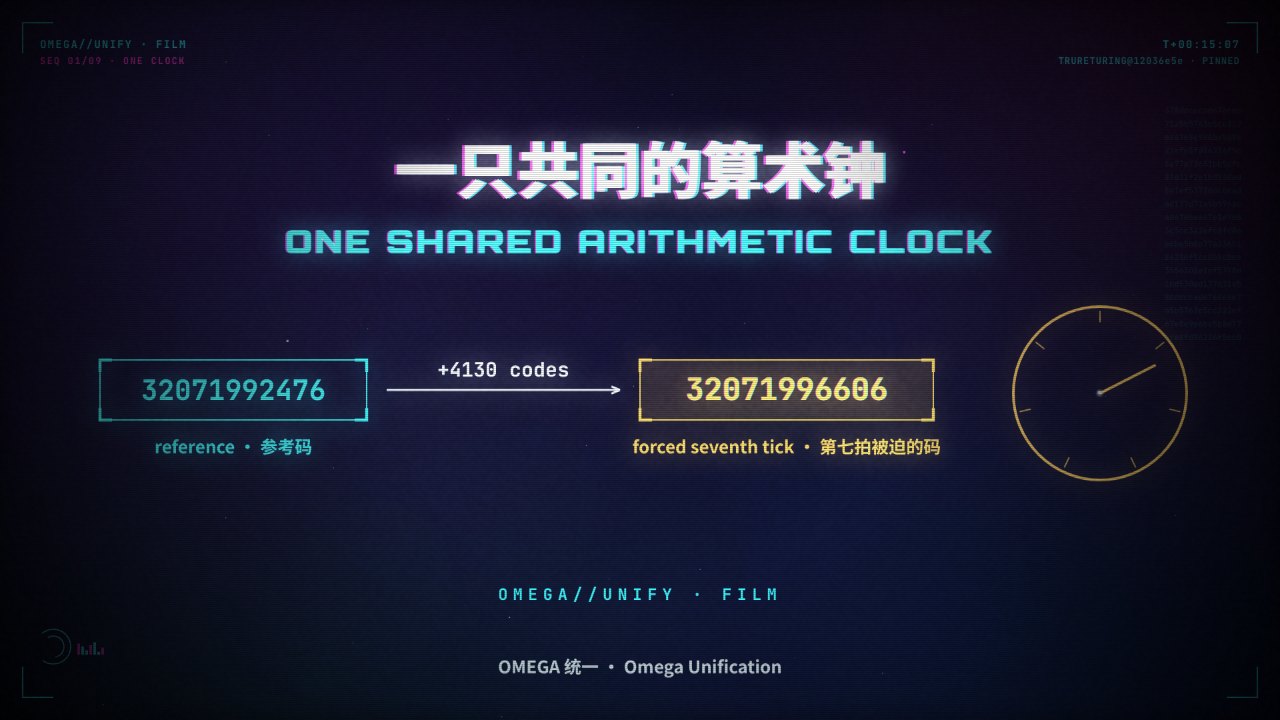 OMEGA//UNIFY · FILM
SEQ 01/09 · ONE CLOCK
T+00:15:07
TRURETURING@12036e5e · PINNED
一只共同的算术钟
ONE SHARED ARITHMETIC CLOCK
32071992476
+4130 codes
32071996606
reference · 参考码
forced seventh tick · 第七拍被迫的码
OMEGA//UNIFY · FILM
OMEGA 统一 · Omega Unification